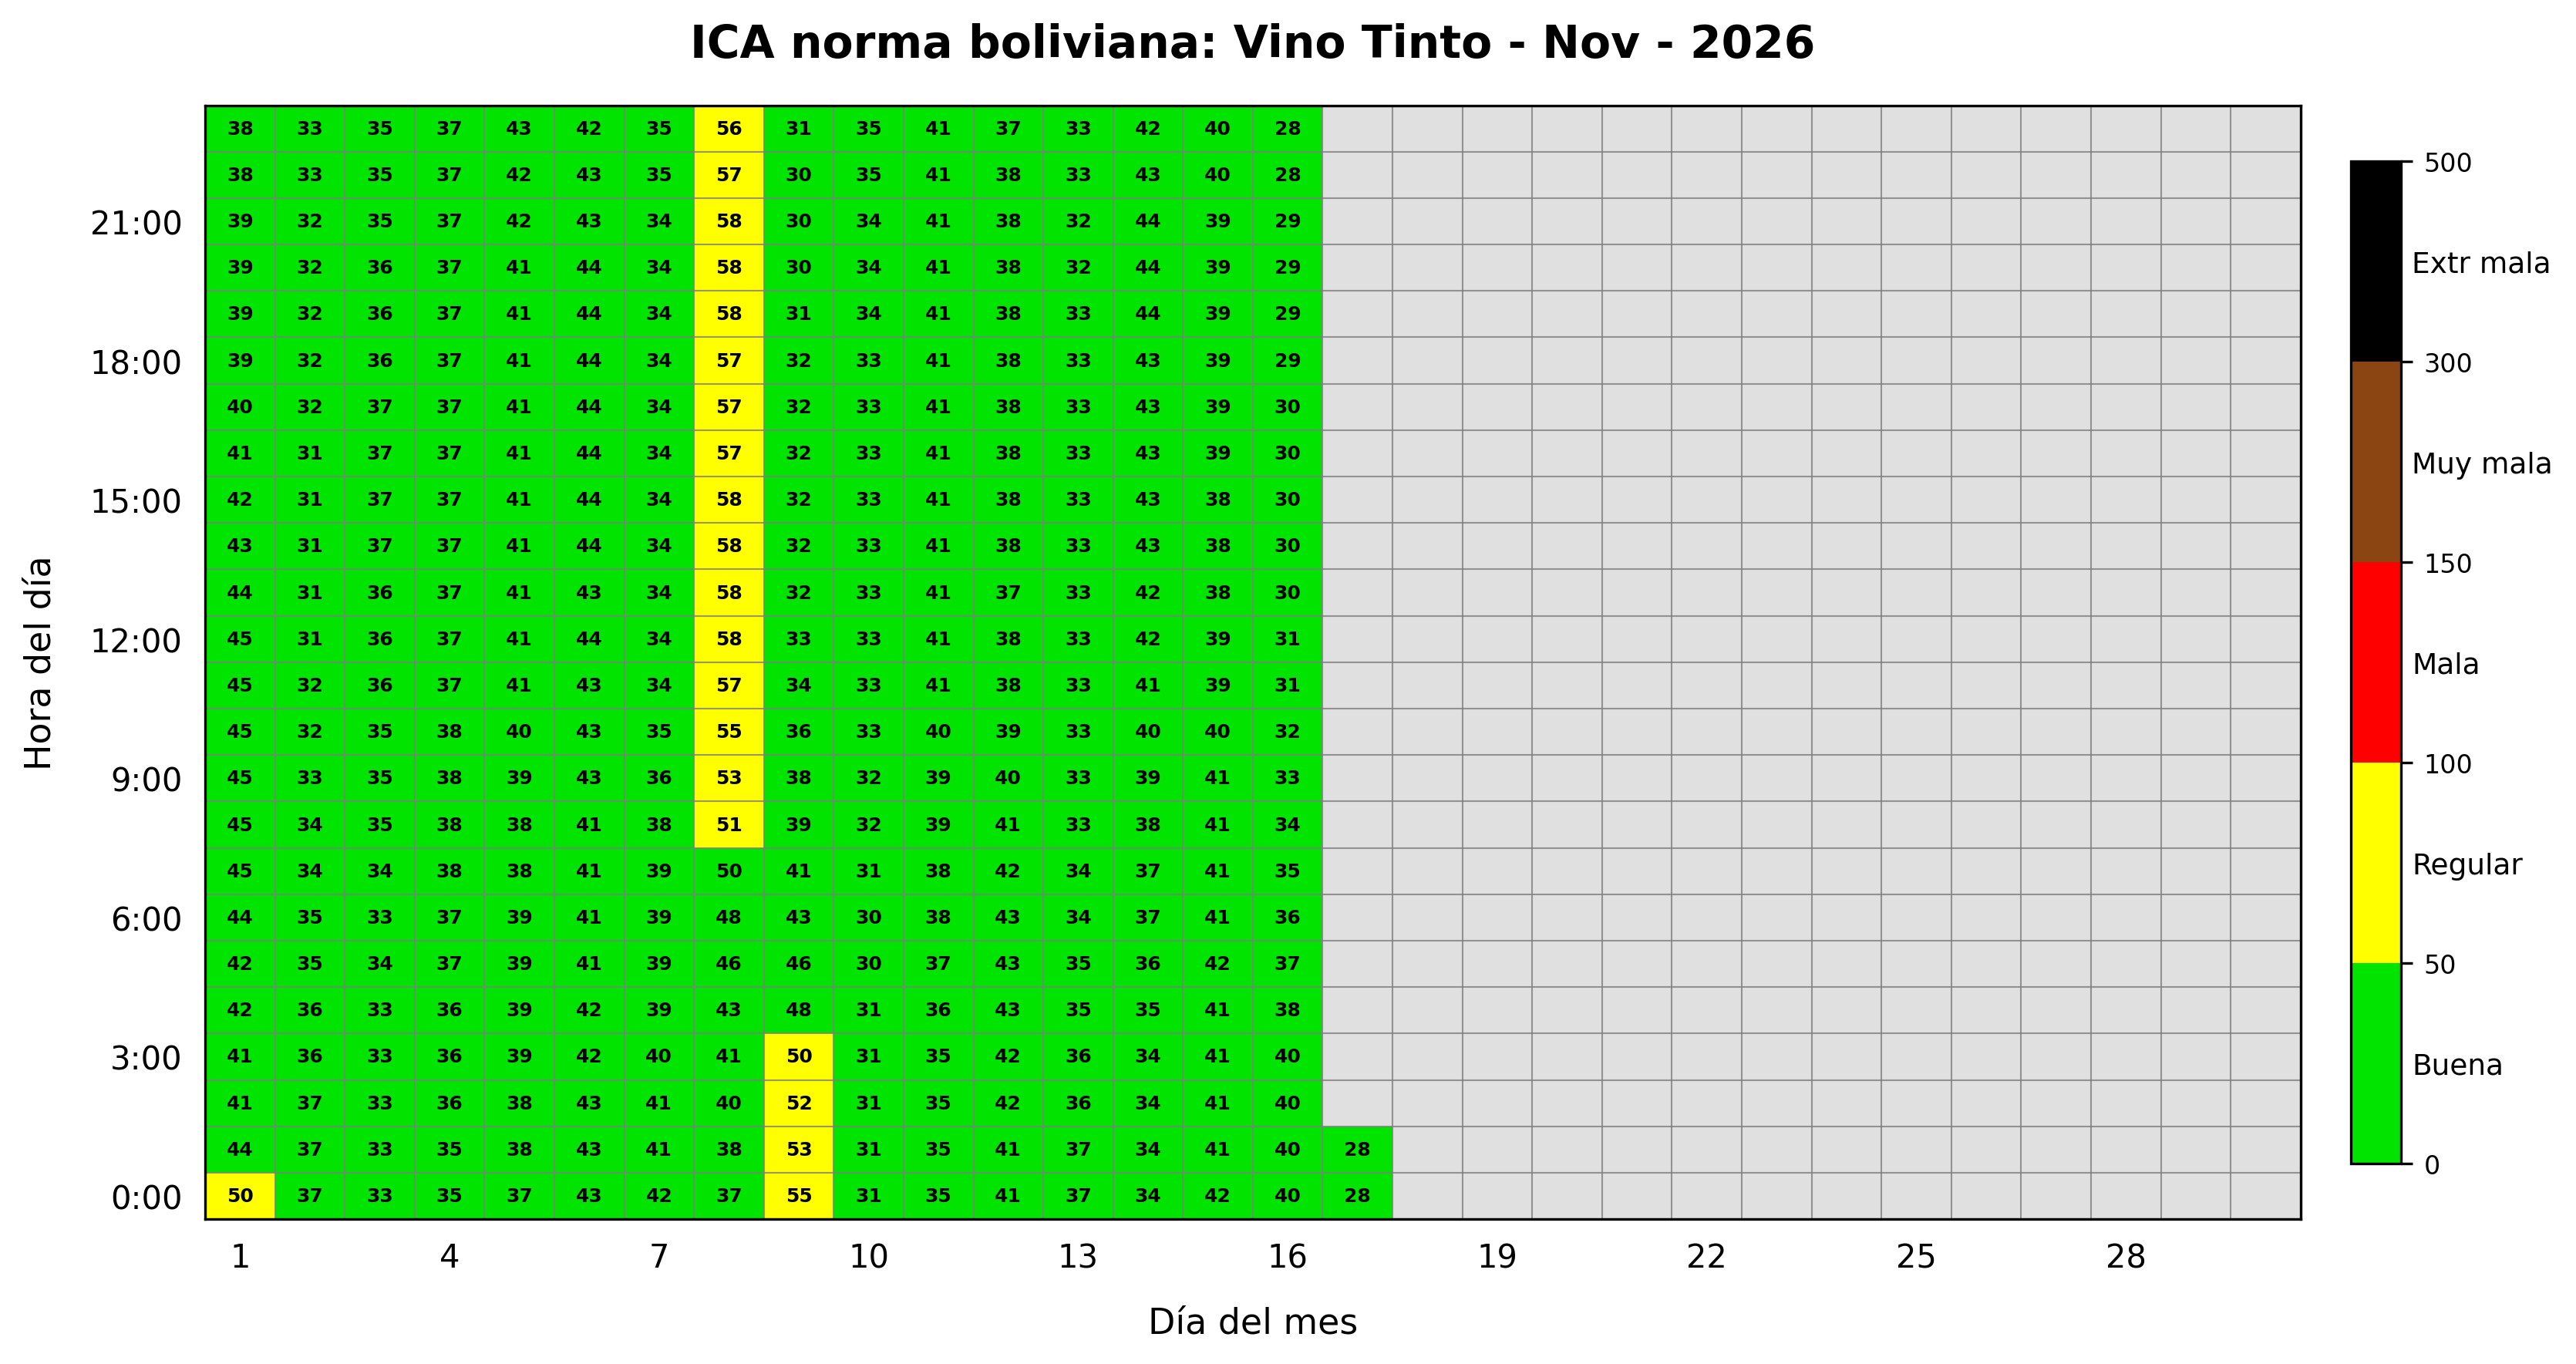 ICA norma boliviana: Vino Tinto - Nov - 2026
38 33 35 37 43 42 35 56 31 35 41 37 33 42 40 28
38 33 35 37 42 43 35 57 30 35 41 38 33 43 40 28
21:00 39 32 35 37 42 43 34 58 30 34 41 38 32 44 39 29
39 32 36 37 41 44 34 58 30 34 41 38 32 44 39 29
39 32 36 37 41 44 34 58 31 34 41 38 33 44 39 29
18:00 39 32 36 37 41 44 34 57 32 33 41 38 33 43 39 29
40 32 37 37 41 44 34 57 32 33 41 38 33 43 39 30
41 31 37 37 41 44 34 57 32 33 41 38 33 43 39 30
15:00 42 31 37 37 41 44 34 58 32 33 41 38 33 43 38 30
43 31 37 37 41 44 34 58 32 33 41 38 33 43 38 30
44 31 36 37 41 43 34 58 32 33 41 37 33 42 38 30
12:00 45 31 36 37 41 44 34 58 33 33 41 38 33 42 39 31
45 32 36 37 41 43 34 57 34 33 41 38 33 41 39 31
45 32 35 38 40 43 35 55 36 33 40 39 33 40 40 32
9:00 45 33 35 38 39 43 36 53 38 32 39 40 33 39 41 33
45 34 35 38 38 41 38 51 39 32 39 41 33 38 41 34
45 34 34 38 38 41 39 50 41 31 38 42 34 37 41 35
6:00 44 35 33 37 39 41 39 48 43 30 38 43 34 37 41 36
42 35 34 37 39 41 39 46 46 30 37 43 35 36 42 37
42 36 33 36 39 42 39 43 48 31 36 43 35 35 41 38
3:00 41 36 33 36 39 42 40 41 50 31 35 42 36 34 41 40
41 37 33 36 38 43 41 40 52 31 35 42 36 34 41 40
44 37 33 35 38 43 41 38 53 31 35 41 37 34 41 40 28
0:00 50 37 33 35 37 43 42 37 55 31 35 41 37 34 42 40 28
1 4 7 10 13 16 19 22 25 28
Día del mes
Hora del día
500
Extr mala
300
Muy mala
150
Mala
100
Regular
50
Buena
0